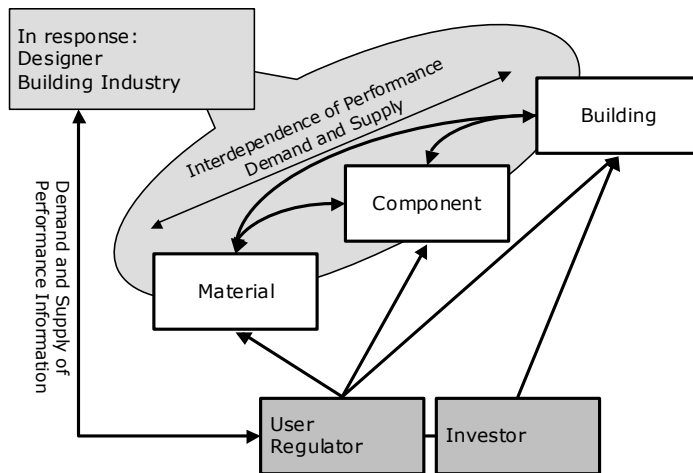 In response:
Designer
Building Industry
Interdependence of Performance
Demand and Supply
Building
Component
Material
Demand and Supply of
Performance Information
User
Regulator
Investor